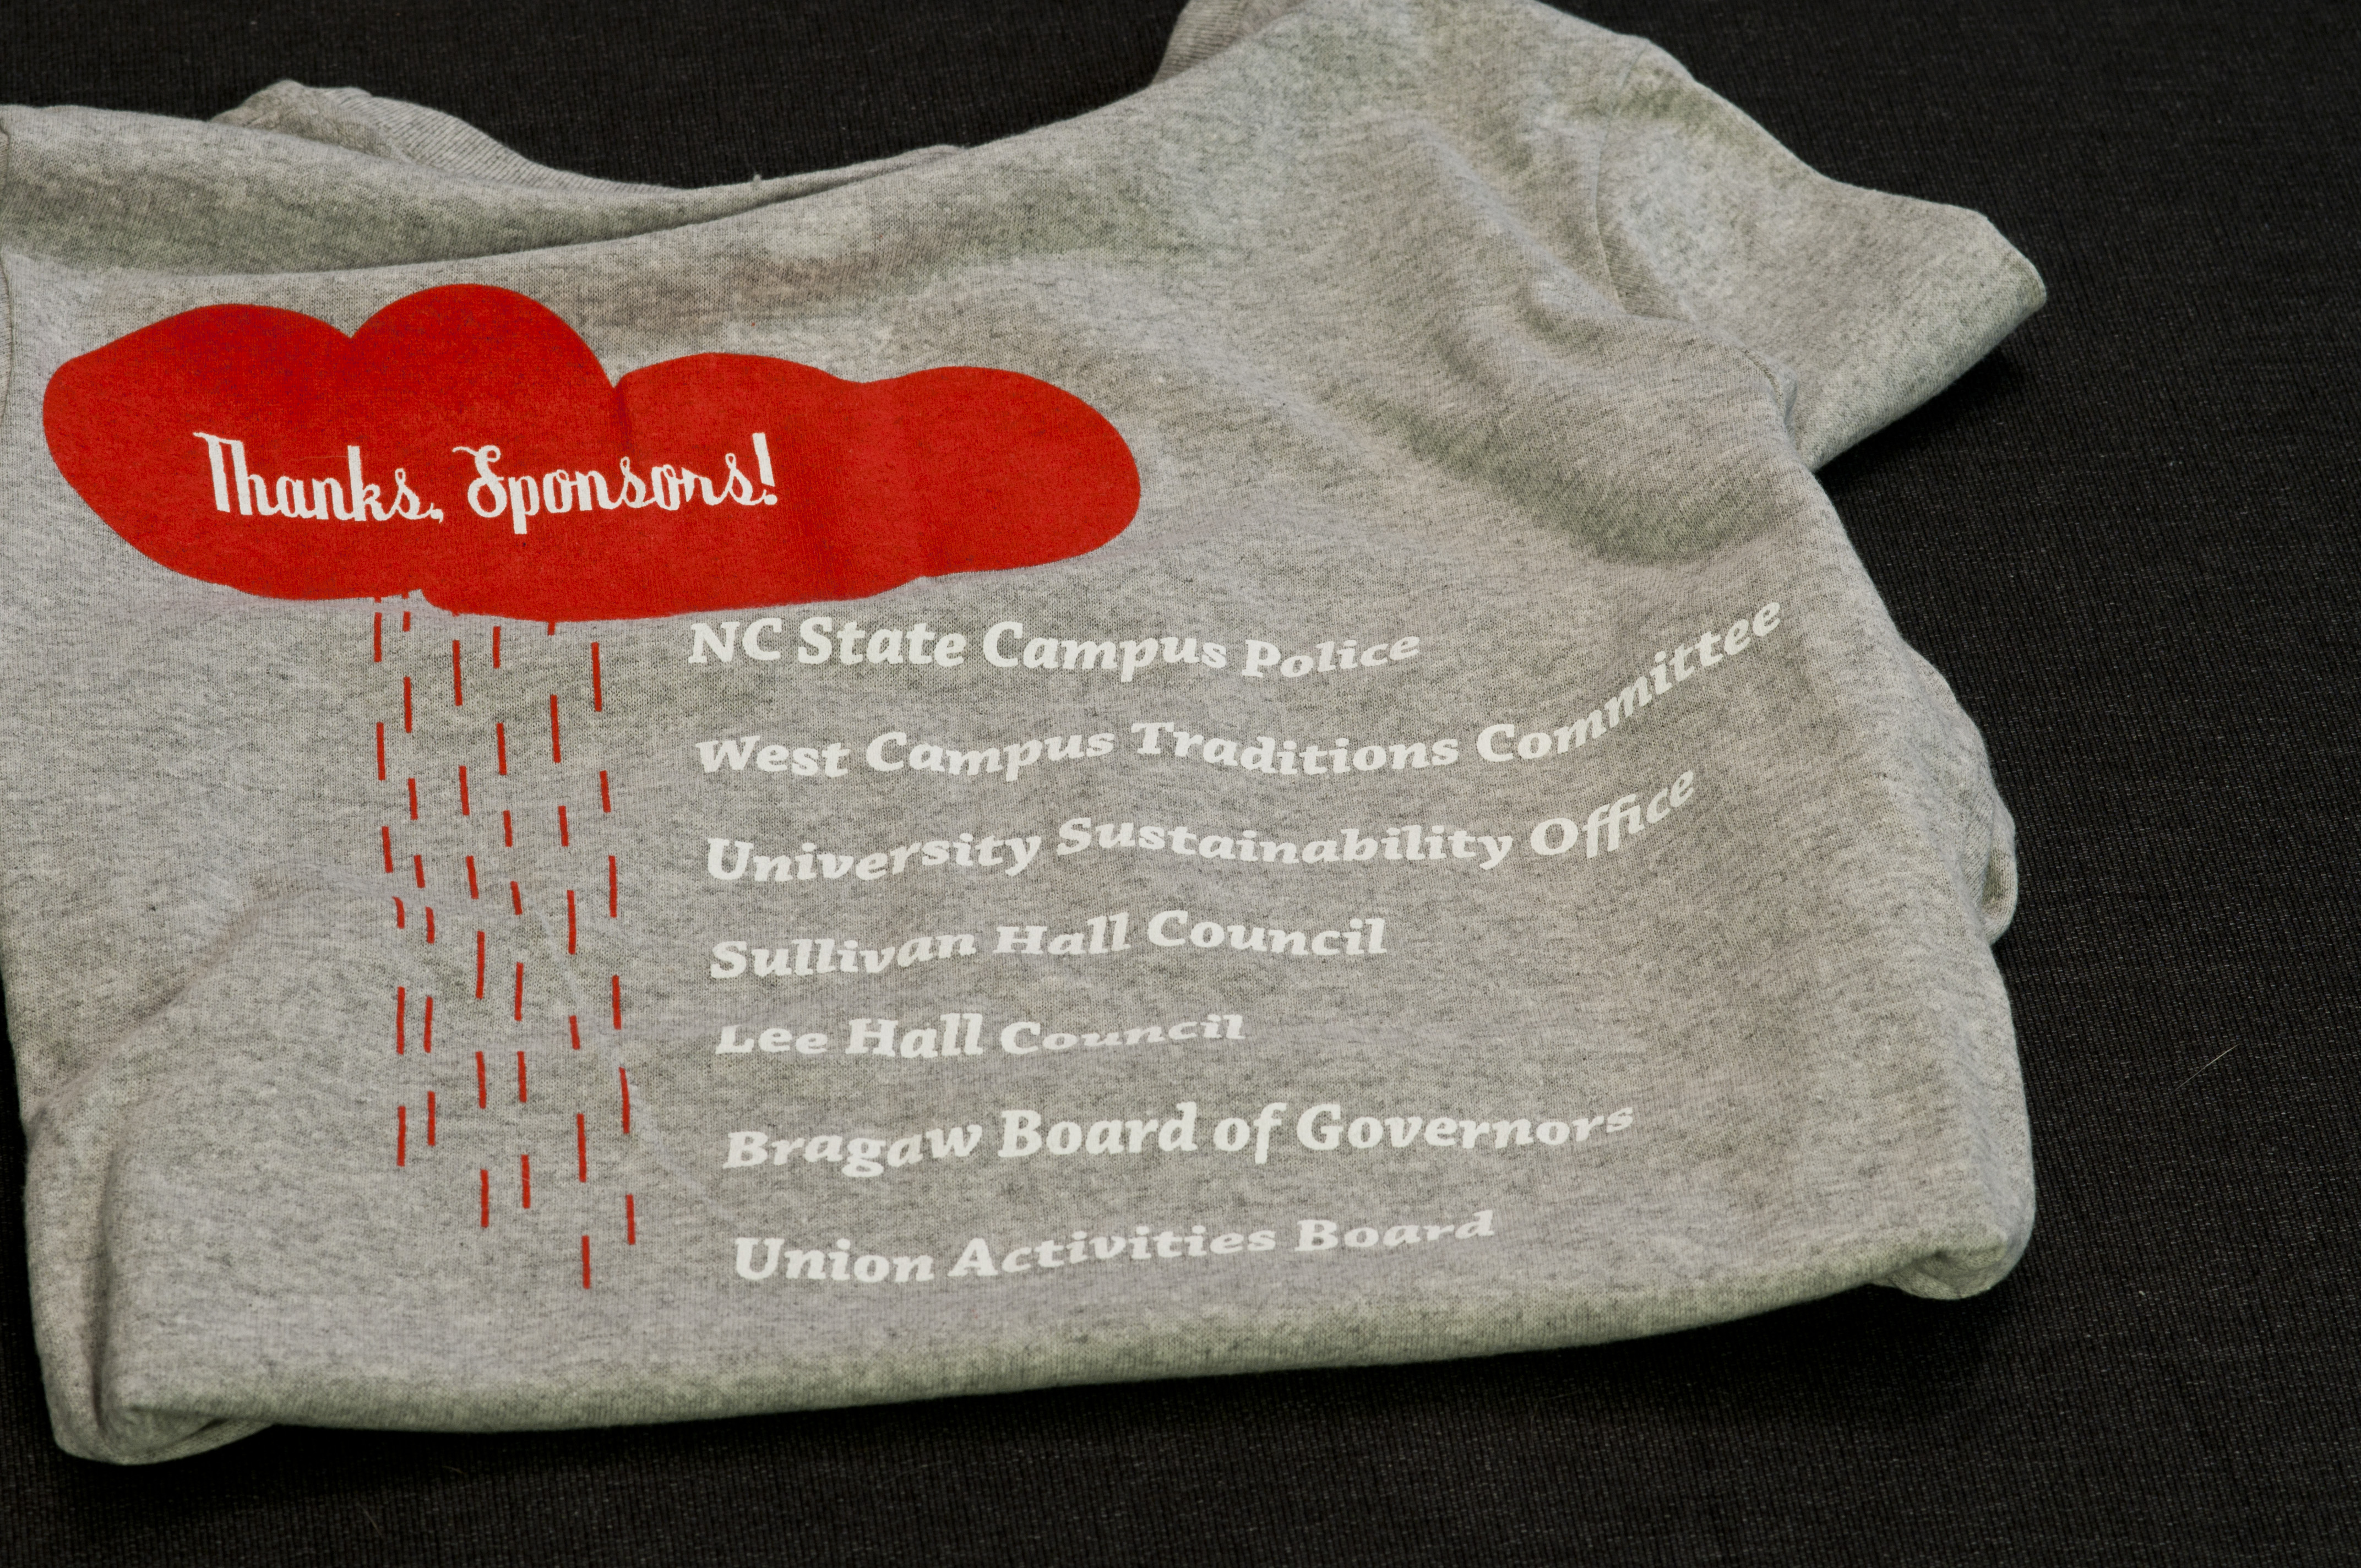 Thanks, Sponsors!
NC State Campus Police
West Campus Traditions Committee
University Sustainability Office
Sullivan Hall Council
Lee Hall Council
Bragaw Board of Governors
Union Activities Board